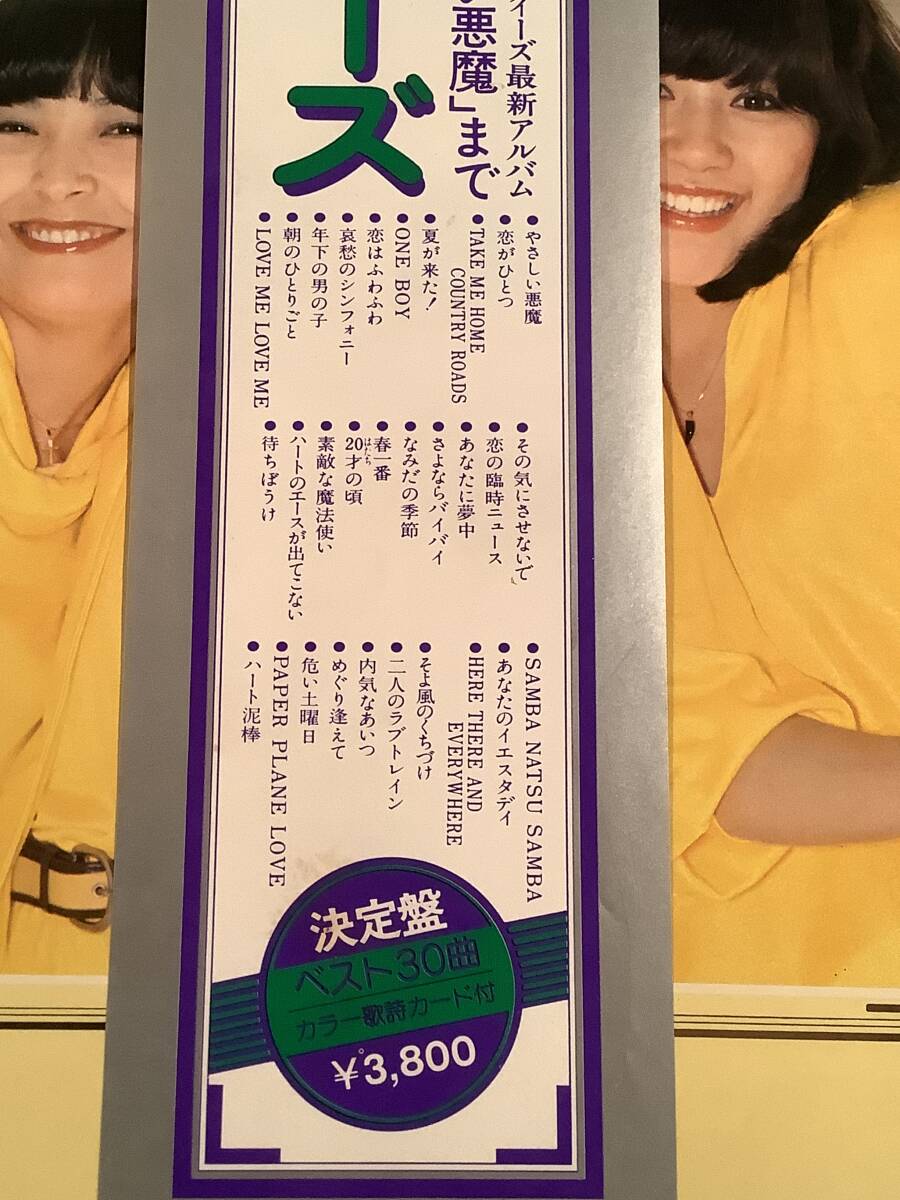 ーズ
イーズ最新アルバム
悪魔」まで
●やさしい悪魔
●恋がひとつ
●TAKE ME HOME
COUNTRY ROADS
●夏が来た!
●ONE BOY
●恋はふわふわ
●哀愁のシンフォニー
●年下の男の子
●朝のひとりごと
●LOVE ME LOVE ME
●その気にさせないで
●恋の臨時ニュース
●あなたに夢中
●さよならバイバイ
●なみだの季節
●春一番
●20才の頃
はたち
●素敵な魔法使い
●ハートのエースが出てこない
●待ちぼうけ
●SAMBA NATSU SAMBA
●あなたのイエスタデイ
●HERE THERE AND
EVERYWHERE
●そよ風のくちづけ
●二人のラブトレイン
●内気なあいつ
●めぐり逢えて
●危い土曜日
●PAPER PLANE LOVE
●ハート泥棒
決定盤
ベスト30曲
カラー歌詩カード付
¥3,800